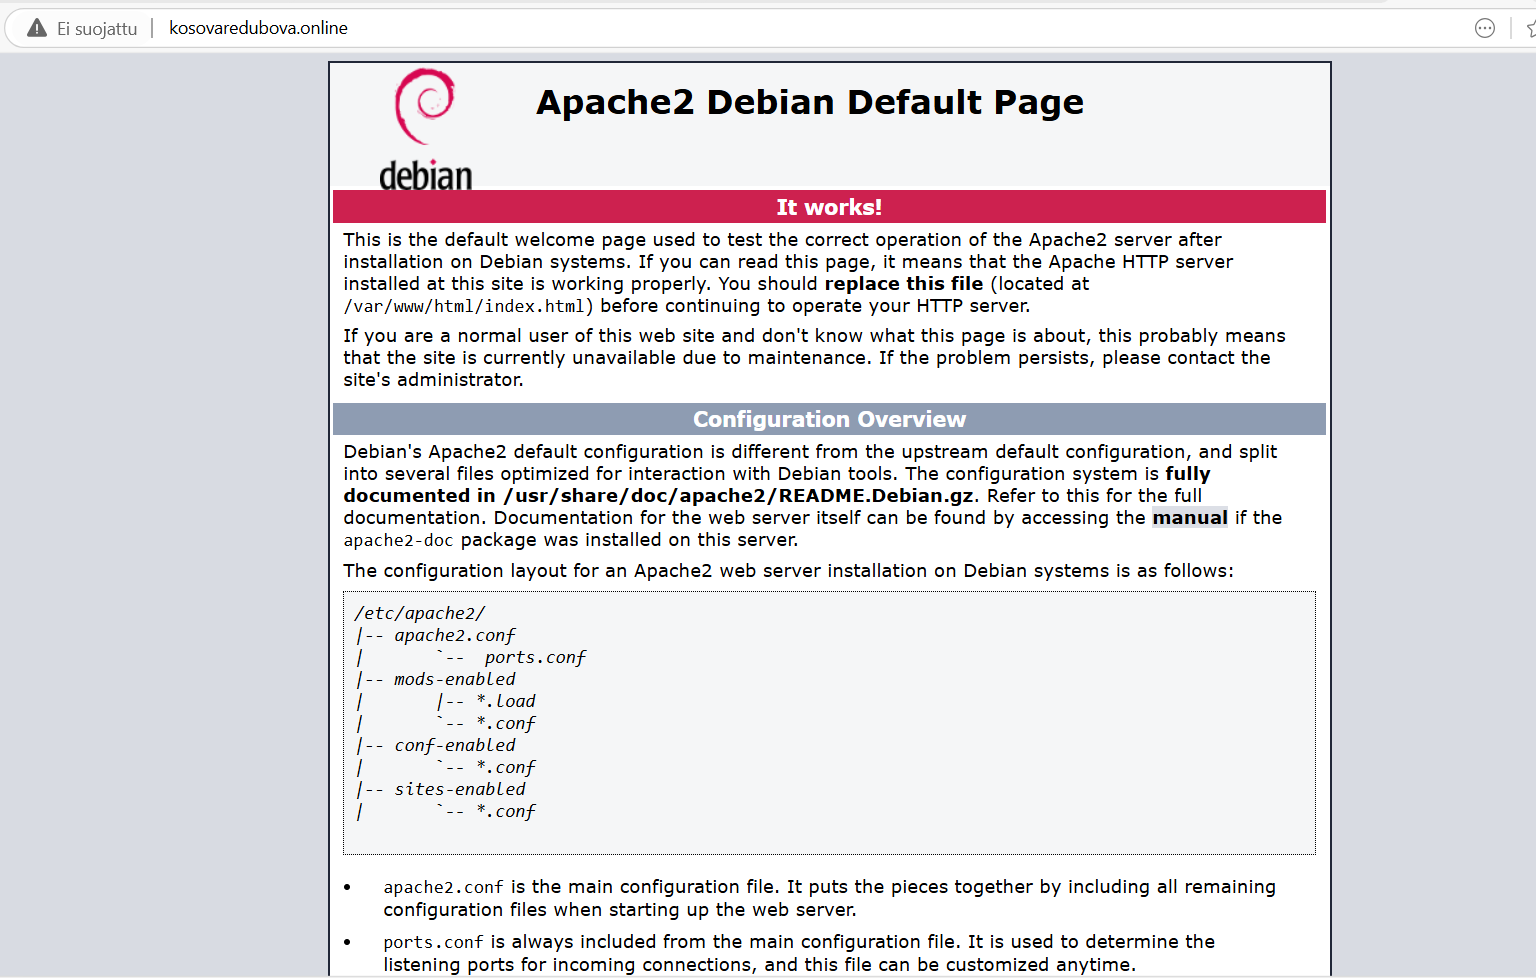 Ei suojattu
kosovaredubova.online
debian
Apache2 Debian Default Page
It works!
This is the default welcome page used to test the correct operation of the Apache2 server after
installation on Debian systems. If you can read this page, it means that the Apache HTTP server
installed at this site is working properly. You should replace this file (located at
/var/www/html/index.html) before continuing to operate your HTTP server.
If you are a normal user of this web site and don't know what this page is about, this probably means
that the site is currently unavailable due to maintenance. If the problem persists, please contact the
site's administrator.
Configuration Overview
Debian's Apache2 default configuration is different from the upstream default configuration, and split
into several files optimized for interaction with Debian tools. The configuration system is fully
documented in /usr/share/doc/apache2/README.Debian.gz. Refer to this for the full
documentation. Documentation for the web server itself can be found by accessing the manual if the
apache2-doc package was installed on this server.
The configuration layout for an Apache2 web server installation on Debian systems is as follows:
/etc/apache2/
|-- apache2.conf
|       `--  ports.conf
|-- mods-enabled
|       |-- *.load
|       `-- *.conf
|-- conf-enabled
|       `-- *.conf
|-- sites-enabled
|       `-- *.conf
• apache2.conf is the main configuration file. It puts the pieces together by including all remaining
configuration files when starting up the web server.
• ports.conf is always included from the main configuration file. It is used to determine the
listening ports for incoming connections, and this file can be customized anytime.